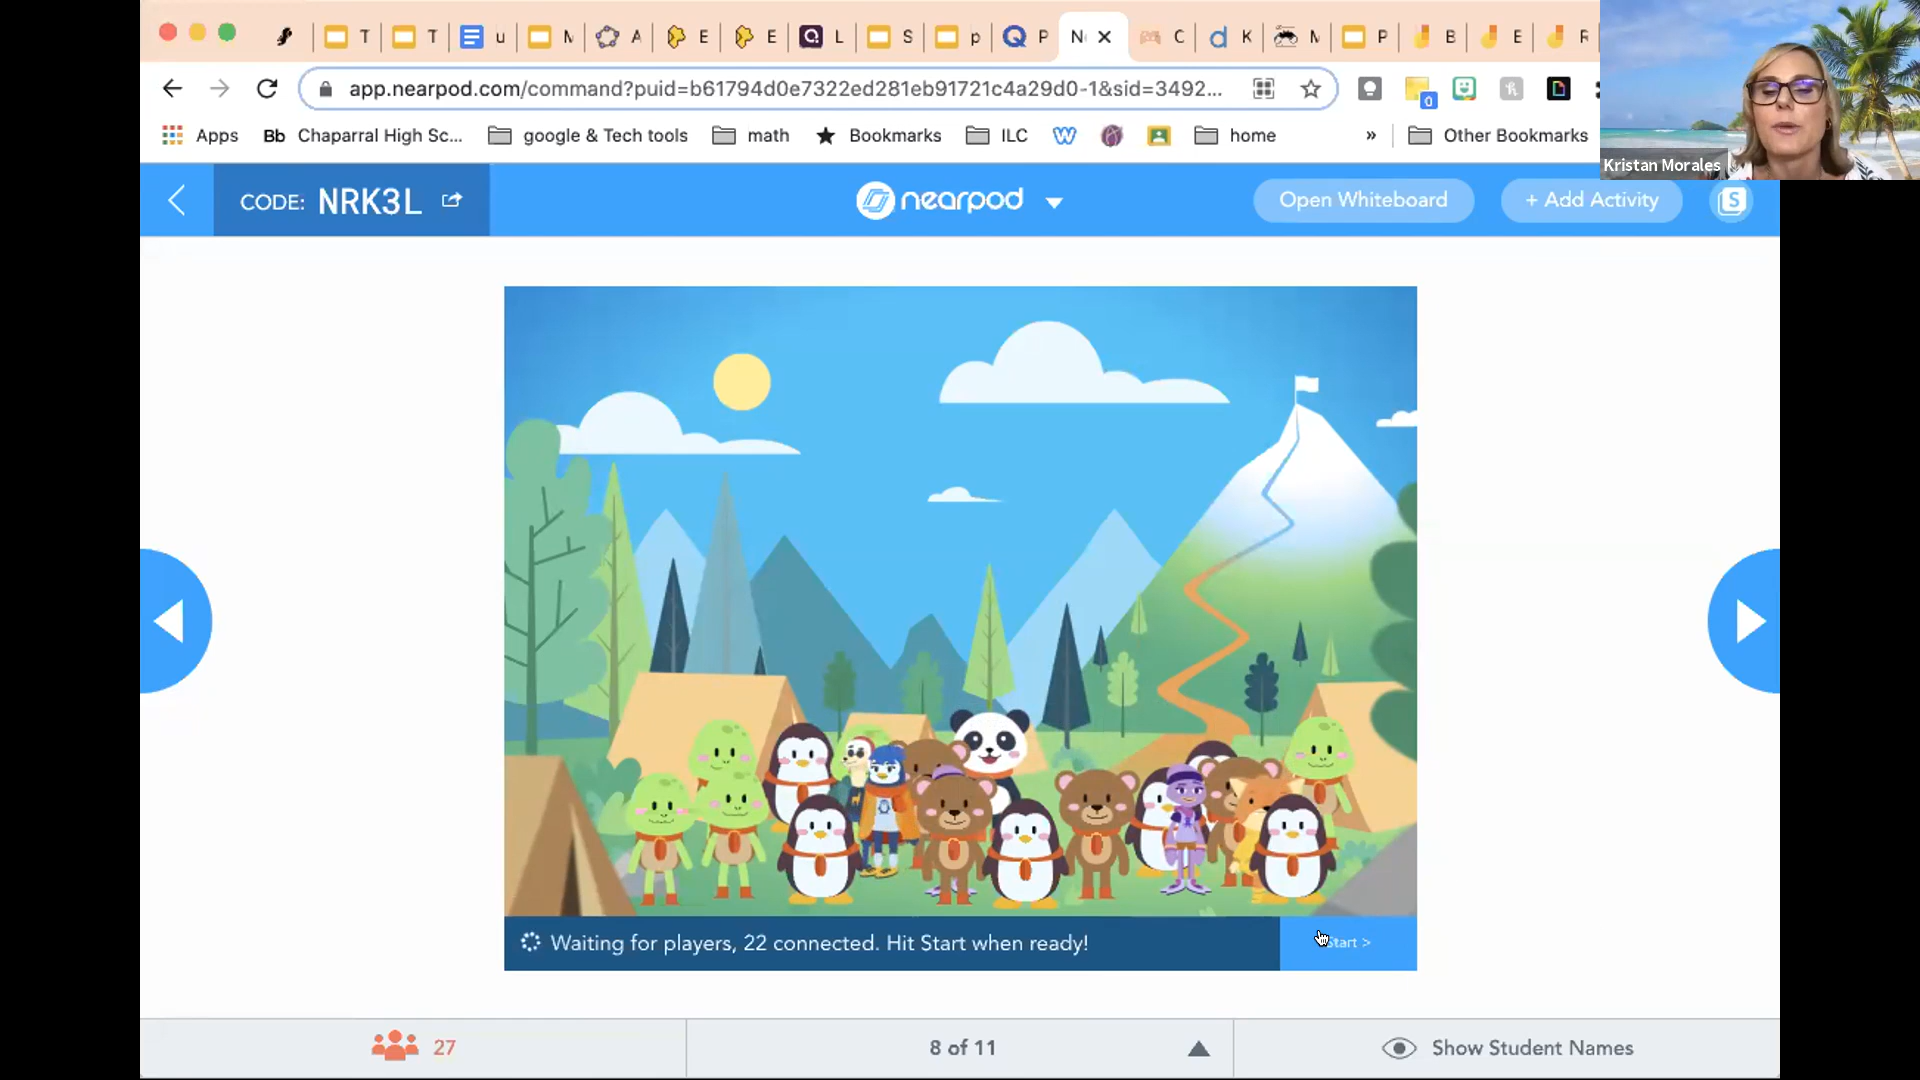 T T u M A E E L S p P N C K M P B E R
app.nearpod.com/command?puid=b61794d0e7322ed281eb91721c4a29d0-1&sid=3492...
0
Apps Bb Chaparral High Sc... google & Tech tools math Bookmarks ILC home » Other Bookmarks
Kristan Morales
CODE: NRK3L nearpod Open Whiteboard + Add Activity S
Waiting for players, 22 connected. Hit Start when ready! Start >
27 8 of 11 Show Student Names